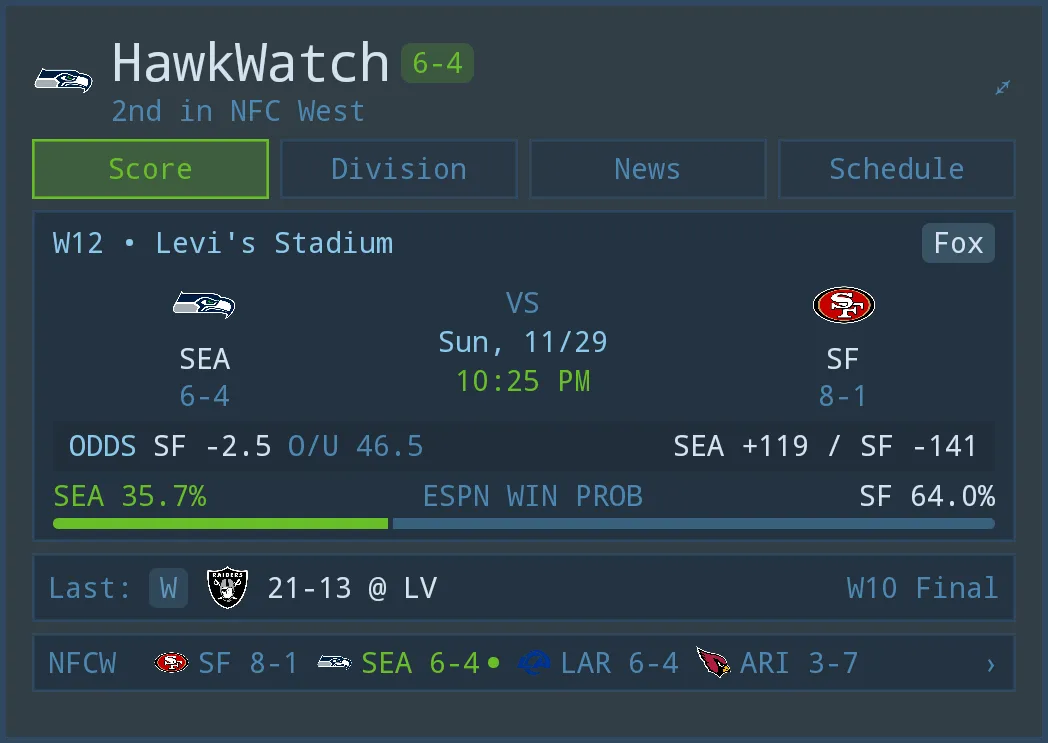 HawkWatch 6-4
2nd in NFC West
Score Division News Schedule
W12 • Levi's Stadium Fox
VS
Sun, 11/29
10:25 PM
SEA SF
6-4 8-1
ODDS SF -2.5 O/U 46.5 SEA +119 / SF -141
SEA 35.7% ESPN WIN PROB SF 64.0%
Last: W RAIDERS 21-13 @ LV W10 Final
NFCW SF 8-1 SEA 6-4 • LAR 6-4 ARI 3-7 ›